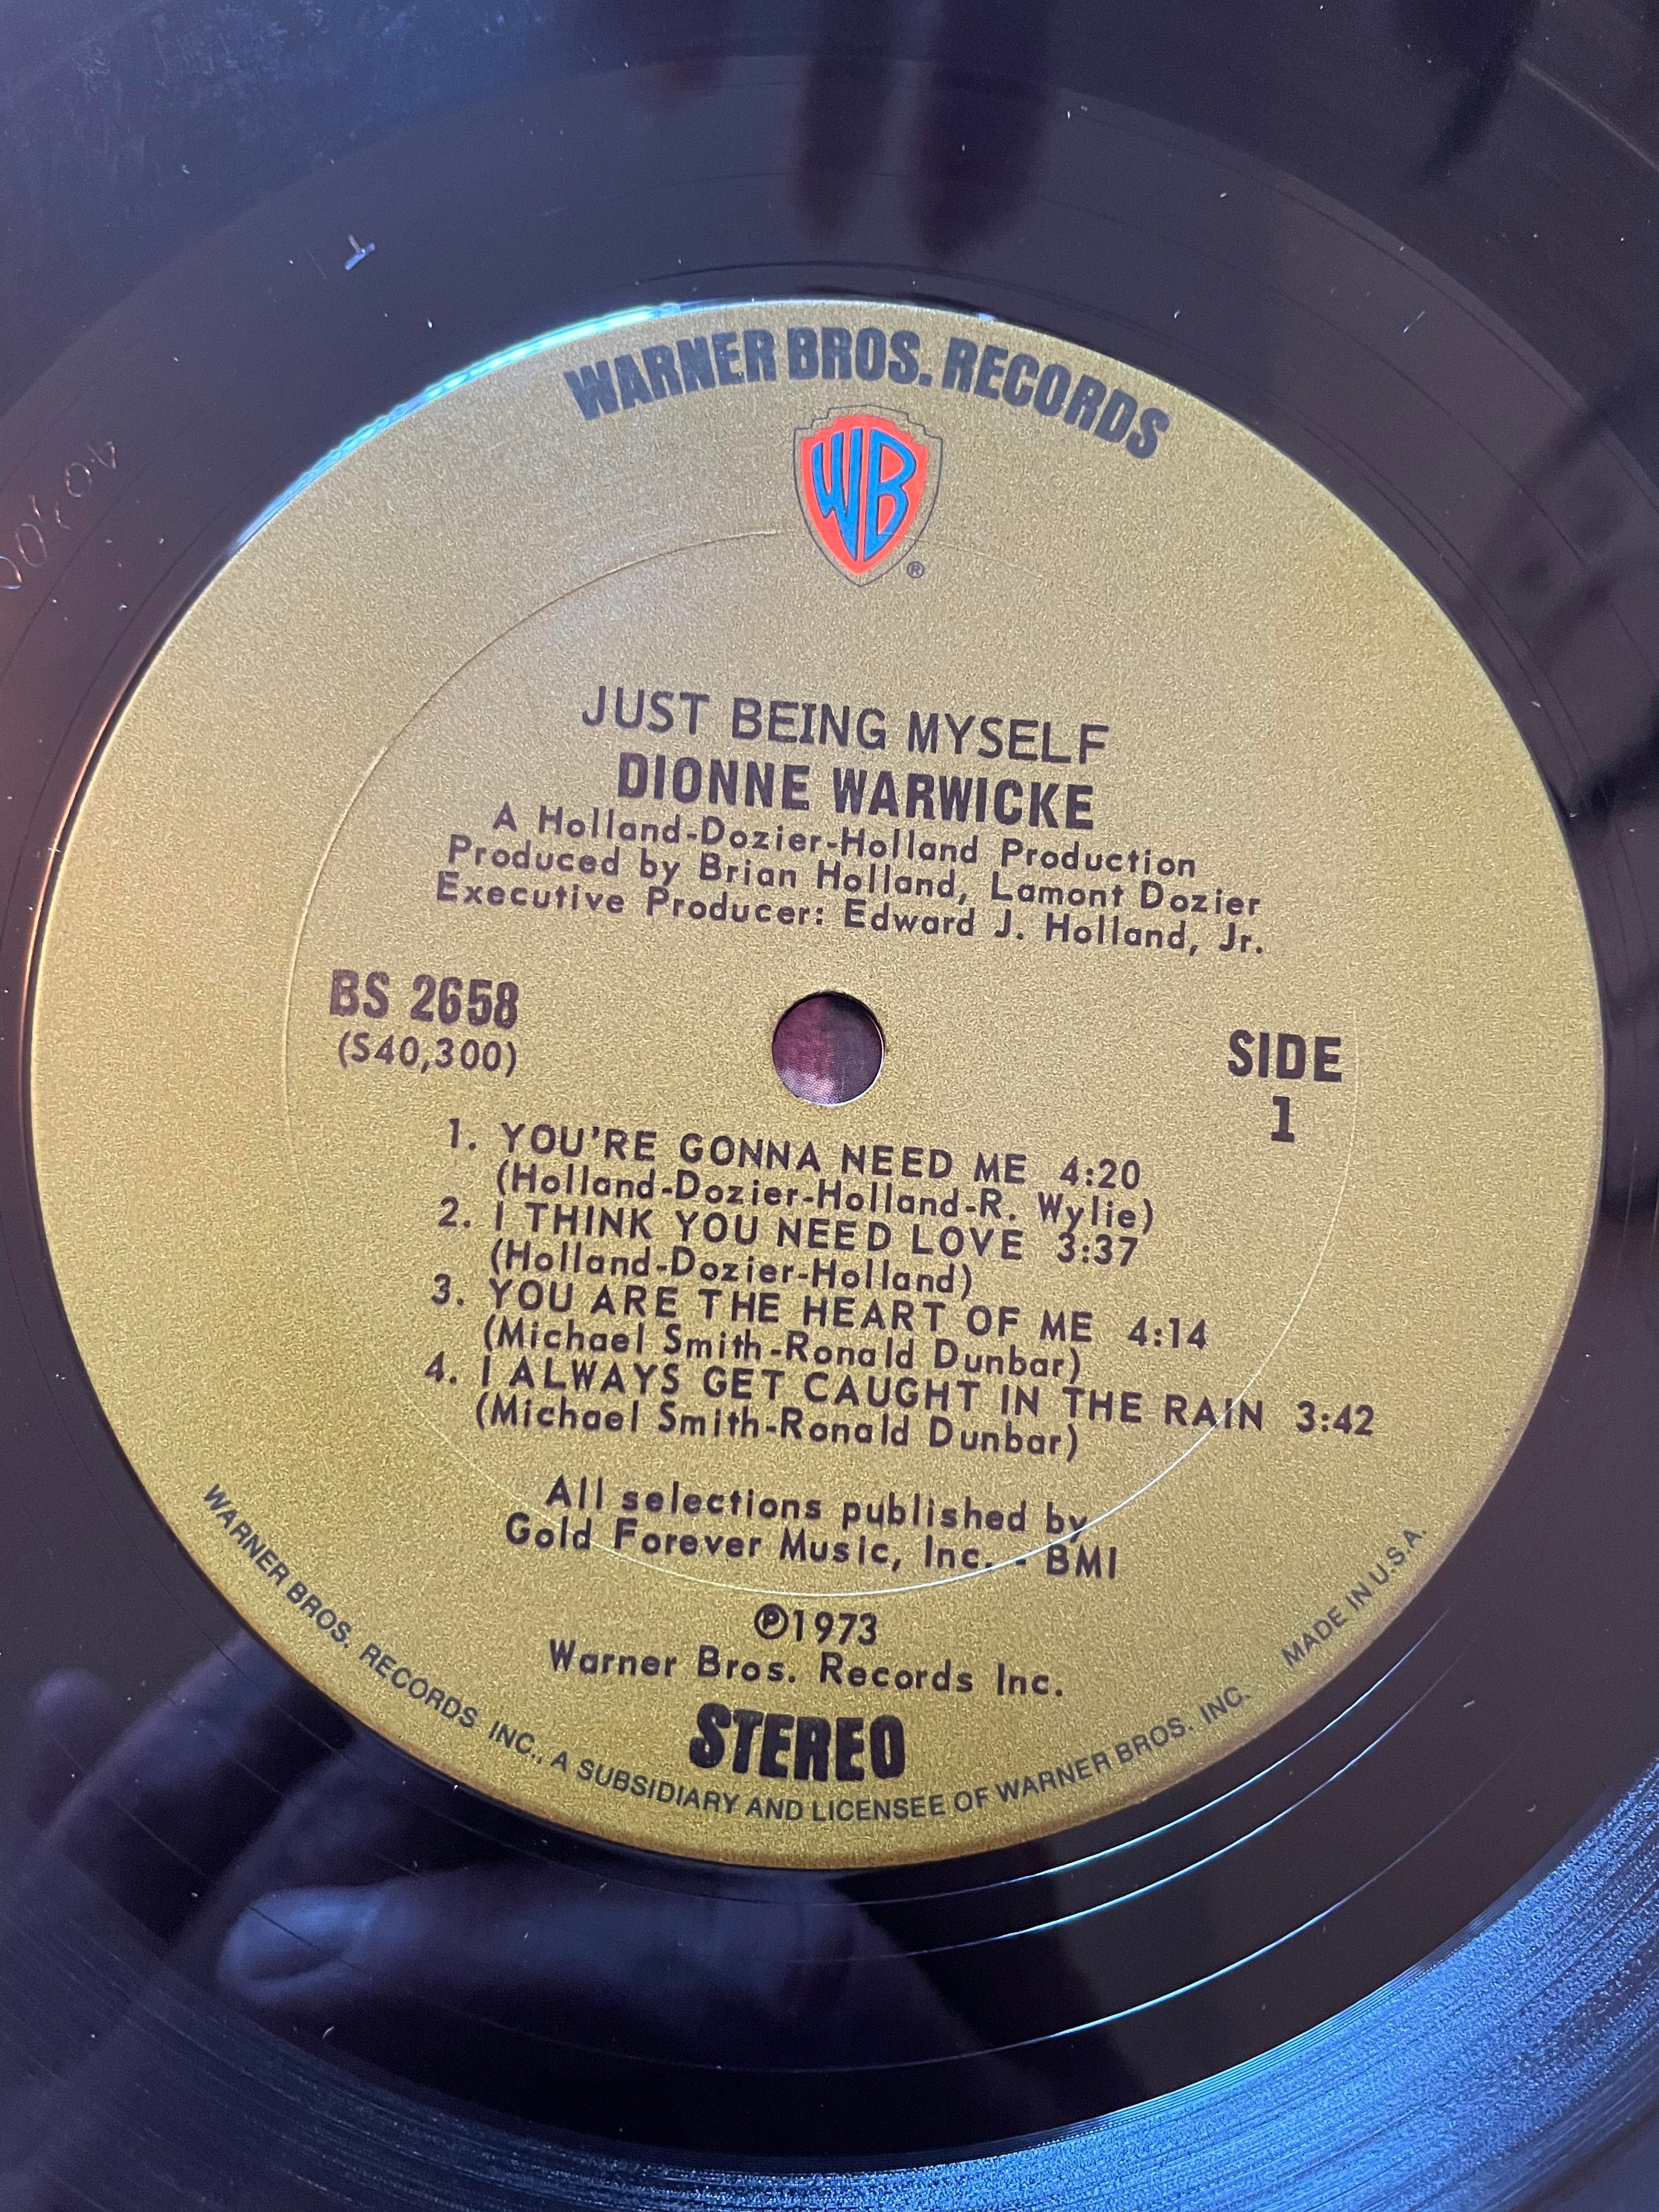 WARNER BROS. RECORDS
WB
®
JUST BEING MYSELF
DIONNE WARWICKE
A Holland-Dozier-Holland Production
Produced by Brian Holland, Lamont Dozier
Executive Producer: Edward J. Holland, Jr.
BS 2658
(S40,300)
SIDE
1
1. YOU'RE GONNA NEED ME 4:20
(Holland-Dozier-Holland-R. Wylie)
2. I THINK YOU NEED LOVE 3:37
(Holland-Dozier-Holland)
3. YOU ARE THE HEART OF ME 4:14
(Michael Smith-Ronald Dunbar)
4. I ALWAYS GET CAUGHT IN THE RAIN 3:42
(Michael Smith-Ronald Dunbar)
All selections published by
Gold Forever Music, Inc. - BMI
℗1973
Warner Bros. Records Inc.
STEREO
WARNER BROS. RECORDS INC., A SUBSIDIARY AND LICENSEE OF WARNER BROS. INC. MADE IN U.S.A.